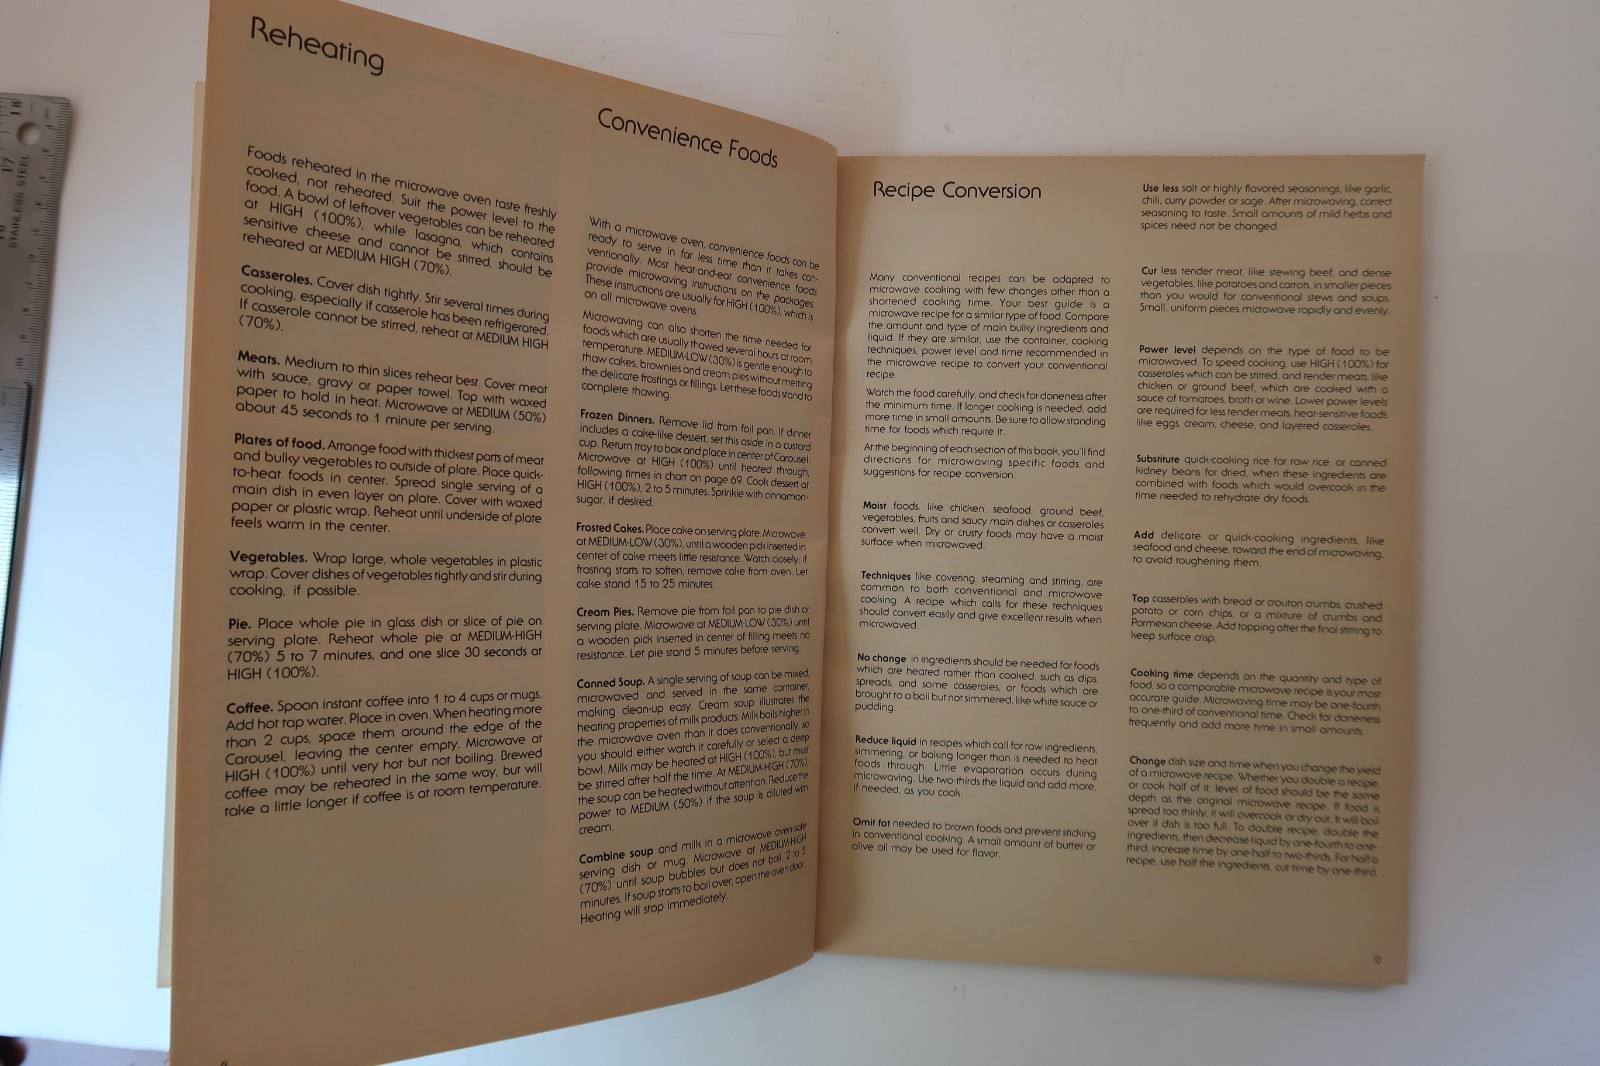 Reheating
Foods reheated in the microwave oven taste freshly
cooked, not reheated. Suit the power level to the
food. A bowl of leftover vegetables can be reheated
at HIGH (100%), while lasagna, which contains
sensitive cheese and cannot be stirred, should be
reheated at MEDIUM HIGH (70%).
Casseroles. Cover dish tightly. Stir several times during
cooking, especially if casserole has been refrigerated.
If casserole cannot be stirred, reheat at MEDIUM HIGH
(70%).
Meats. Medium to thin slices reheat best. Cover meat
with sauce, gravy or paper towel. Top with waxed
paper to hold in heat. Microwave at MEDIUM (50%)
about 45 seconds to 1 minute per serving.
Plates of food. Arrange food with thickest parts of meat
and bulky vegetables to outside of plate. Place quick-
to-heat foods in center. Spread single serving of a
main dish in even layer on plate. Cover with waxed
paper or plastic wrap. Reheat until underside of plate
feels warm in the center.
Vegetables. Wrap large, whole vegetables in plastic
wrap. Cover dishes of vegetables tightly and stir during
cooking, if possible.
Pie. Place whole pie in glass dish or slice of pie on
serving plate. Reheat whole pie at MEDIUM-HIGH
(70%) 5 to 7 minutes, and one slice 30 seconds at
HIGH (100%).
Coffee. Spoon instant coffee into 1 to 4 cups or mugs.
Add hot tap water. Place in oven. When heating more
than 2 cups, space them around the edge of the
Carousel, leaving the center empty. Microwave at
HIGH (100%) until very hot but not boiling. Brewed
coffee may be reheated in the same way, but will
take a little longer if coffee is at room temperature.
Convenience Foods
With a microwave oven, convenience foods can be
ready to serve in far less time than it takes con-
ventionally. Most heat-and-eat convenience foods
provide microwaving instructions on the packages.
These instructions are usually for HIGH (100%), which is
on all microwave ovens.
Microwaving can also shorten the time needed for
foods which are usually thawed several hours at room
temperature. MEDIUM-LOW (30%) is gentle enough to
thaw cakes, brownies and cream pies without melting
the delicate frostings or fillings. Let these foods stand to
complete thawing.
Frozen Dinners. Remove lid from foil pan. If dinner
includes a cake-like dessert, set this aside in a custard
cup. Return tray to box and place in center of Carousel.
Microwave at HIGH (100%) until heated through,
following times in chart on page 69. Cook dessert at
HIGH (100%), 2 to 5 minutes. Sprinkle with cinnamon-
sugar, if desired.
Frosted Cakes. Place cake on serving plate. Microwave
at MEDIUM-LOW (30%), until a wooden pick inserted in
center of cake meets little resistance. Watch closely, if
frosting starts to soften, remove cake from oven. Let
cake stand 15 to 25 minutes.
Cream Pies. Remove pie from foil pan to pie dish or
serving plate. Microwave at MEDIUM-LOW (30%) until
a wooden pick inserted in center of filling meets no
resistance. Let pie stand 5 minutes before serving.
Canned Soup. A single serving of soup can be mixed,
microwaved and served in the same container,
making clean-up easy. Cream soup illustrates the
heating properties of milk products. Milk boils higher in
the microwave oven than it does conventionally, so
you should either watch it carefully or select a deep
bowl. Milk may be heated at HIGH (100%), but must
be stirred after half the time. At MEDIUM-HIGH (70%),
the soup can be heated without attention. Reduce the
power to MEDIUM (50%) if the soup is diluted with
cream.
Combine soup and milk in a microwave oven-safe
serving dish or mug. Microwave at MEDIUM-HIGH
(70%) until soup bubbles but does not boil, 2 to 5
minutes. If soup starts to boil over, open the oven door.
Heating will stop immediately.
Recipe Conversion
Many conventional recipes can be adapted to
microwave cooking with few changes other than a
shortened cooking time. Your best guide is a
microwave recipe for a similar type of food. Compare
the amount and type of main bulky ingredients and
liquid. If they are similar, use the container, cooking
techniques, power level and time recommended in
the microwave recipe to convert your conventional
recipe.
Watch the food carefully, and check for doneness after
the minimum time. If longer cooking is needed, add
more time in small amounts. Be sure to allow standing
time for foods which require it.
At the beginning of each section of this book, you'll find
directions for microwaving specific foods and
suggestions for recipe conversion.
Moist foods, like chicken, seafood, ground beef,
vegetables, fruits and saucy main dishes or casseroles
convert well. Dry or crusty foods may have a moist
surface when microwaved.
Techniques like covering, steaming and stirring, are
common to both conventional and microwave
cooking. A recipe which calls for these techniques
should convert easily and give excellent results when
microwaved.
No change in ingredients should be needed for foods
which are heated rather than cooked, such as dips,
spreads, and some casseroles, or foods which are
brought to a boil but not simmered, like white sauce or
pudding.
Reduce liquid in recipes which call for raw ingredients,
simmering, or baking longer than is needed to heat
foods through. Little evaporation occurs during
microwaving. Use two-thirds the liquid and add more,
if needed, as you cook.
Omit fat needed to brown foods and prevent sticking
in conventional cooking. A small amount of butter or
olive oil may be used for flavor.
Use less salt or highly flavored seasonings, like garlic,
chili, curry powder or sage. After microwaving, correct
seasoning to taste. Small amounts of mild herbs and
spices need not be changed.
Cut less tender meat, like stewing beef, and dense
vegetables, like potatoes and carrots, in smaller pieces
than you would for conventional stews and soups.
Small, uniform pieces microwave rapidly and evenly.
Power level depends on the type of food to be
microwaved. To speed cooking, use HIGH (100%) for
casseroles which can be stirred, and tender meats, like
chicken or ground beef, which are cooked with a
sauce of tomatoes, broth or wine. Lower power levels
are required for less tender meats, heat-sensitive foods
like eggs, cream, cheese, and layered casseroles.
Substitute quick-cooking rice for raw rice, or canned
kidney beans for dried, when these ingredients are
combined with foods which would overcook in the
time needed to rehydrate dry foods.
Add delicate or quick-cooking ingredients, like
seafood and cheese, toward the end of microwaving,
to avoid toughening them.
Top casseroles with bread or crouton crumbs, crushed
potato or corn chips, or a mixture of crumbs and
Parmesan cheese. Add topping after the final stirring to
keep surface crisp.
Cooking time depends on the quantity and type of
food, so a comparable microwave recipe is your most
accurate guide. Microwaving time may be one-fourth
to one-third of conventional time. Check for doneness
frequently and add more time in small amounts.
Change dish size and time when you change the yield
of a microwave recipe. Whether you double a recipe,
or cook half of it, level of food should be the same
depth as the original microwave recipe. If food is
spread too thinly, it will overcook or dry out. It will boil
over if dish is too full. To double recipe, double the
ingredients, then decrease liquid by one-fourth to one-
third; increase time by one-half to two-thirds. For half a
recipe, use half the ingredients, cut time by one-third.
9
18
17
STAINLESS STEEL